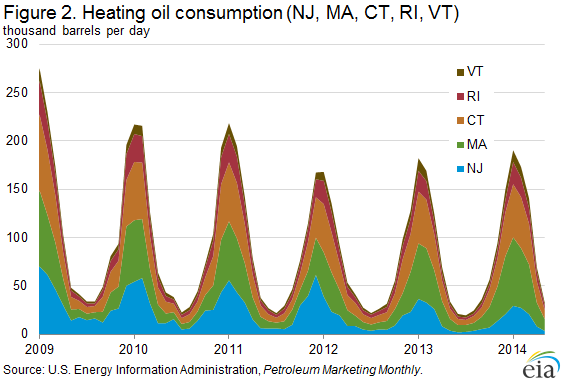 Figure 2. Heating oil consumption (NJ, MA, CT, RI, VT)
thousand barrels per day
300
250
200
150
100
50
0
VT
RI
CT
MA
NJ
2009 2010 2011 2012 2013 2014
Source: U.S. Energy Information Administration, Petroleum Marketing Monthly.
eia